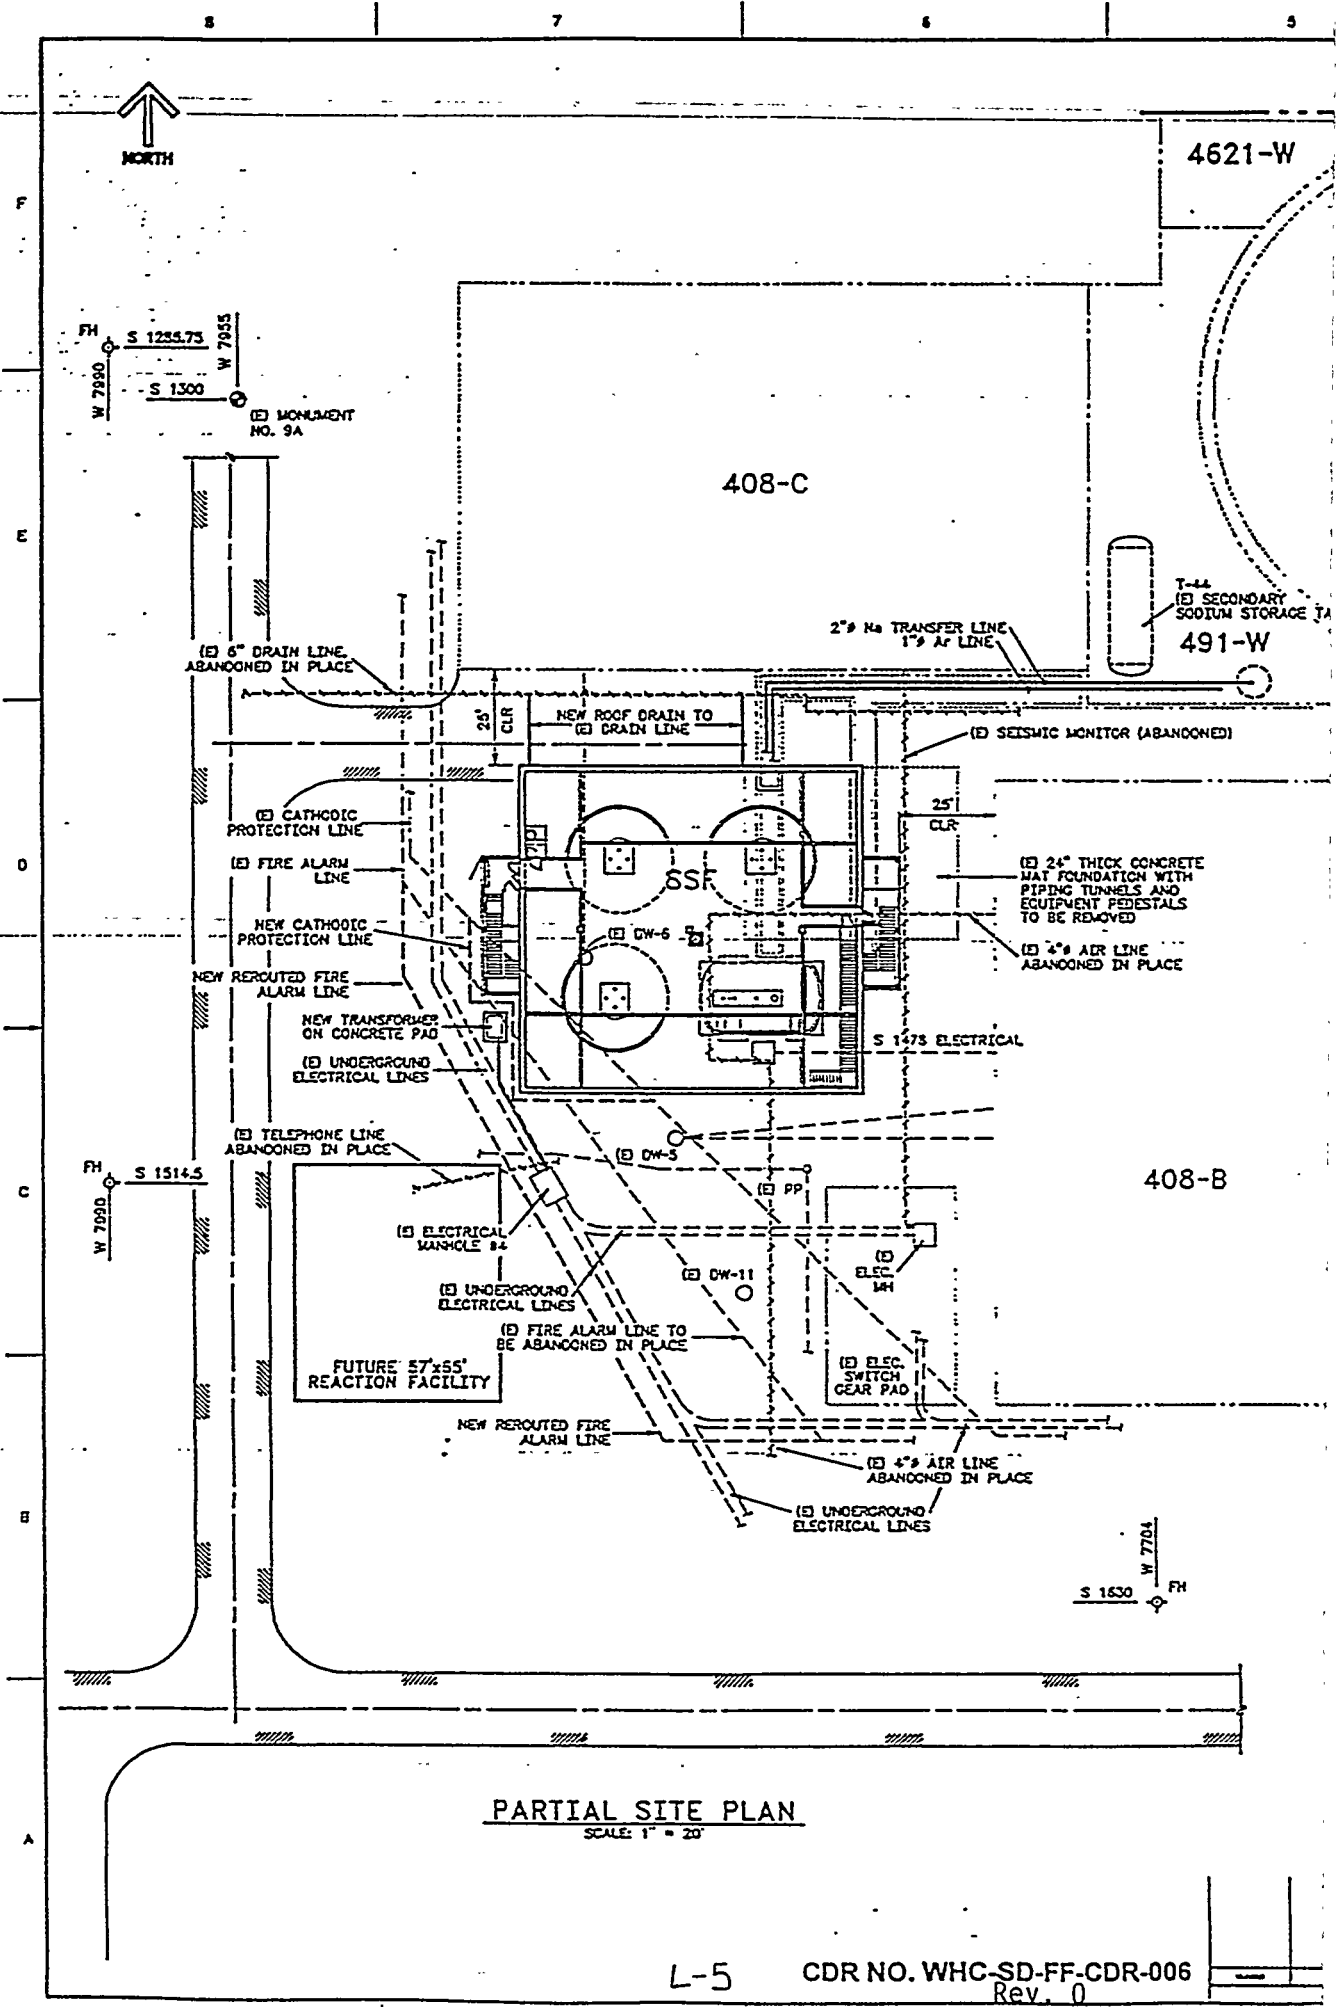 8
7
6
5
F
E
D
C
B
A
NORTH
4621-W
FH
S 1255.75
W 7955
W 7990
S 1300
(E) MONUMENT
NO. 9A
408-C
T-44
(E) SECONDARY
SODIUM STORAGE TA
491-W
2"ø Na TRANSFER LINE
1"ø Ar LINE
(E) 6" DRAIN LINE
ABANDONED IN PLACE
25'
CLR
NEW ROOF DRAIN TO
(E) DRAIN LINE
(E) SEISMIC MONITOR (ABANDONED)
25'
CLR
(E) CATHODIC
PROTECTION LINE
(E) FIRE ALARM
LINE
SSF
(E) 24" THICK CONCRETE
MAT FOUNDATION WITH
PIPING TUNNELS AND
EQUIPMENT PEDESTALS
TO BE REMOVED
NEW CATHODIC
PROTECTION LINE
(E) DW-6
(E) 4"ø AIR LINE
ABANDONED IN PLACE
NEW REROUTED FIRE
ALARM LINE
NEW TRANSFORMER
ON CONCRETE PAD
S 1473 ELECTRICAL
(E) UNDERGROUND
ELECTRICAL LINES
(E) TELEPHONE LINE
ABANDONED IN PLACE
(E) DW-5
FH
S 1514.5
W 7990
(E) PP
408-B
(E) ELECTRICAL
MANHOLE #4
(E)
ELEC.
MH
(E) DW-11
(E) UNDERGROUND
ELECTRICAL LINES
(E) FIRE ALARM LINE TO
BE ABANDONED IN PLACE
FUTURE 57'x55'
REACTION FACILITY
(E) ELEC.
SWITCH
GEAR PAD
NEW REROUTED FIRE
ALARM LINE
(E) 4"ø AIR LINE
ABANDONED IN PLACE
(E) UNDERGROUND
ELECTRICAL LINES
W 7704
S 1630
FH
PARTIAL SITE PLAN
SCALE: 1" = 20'
L-5
CDR NO. WHC-SD-FF-CDR-006
Rev. 0